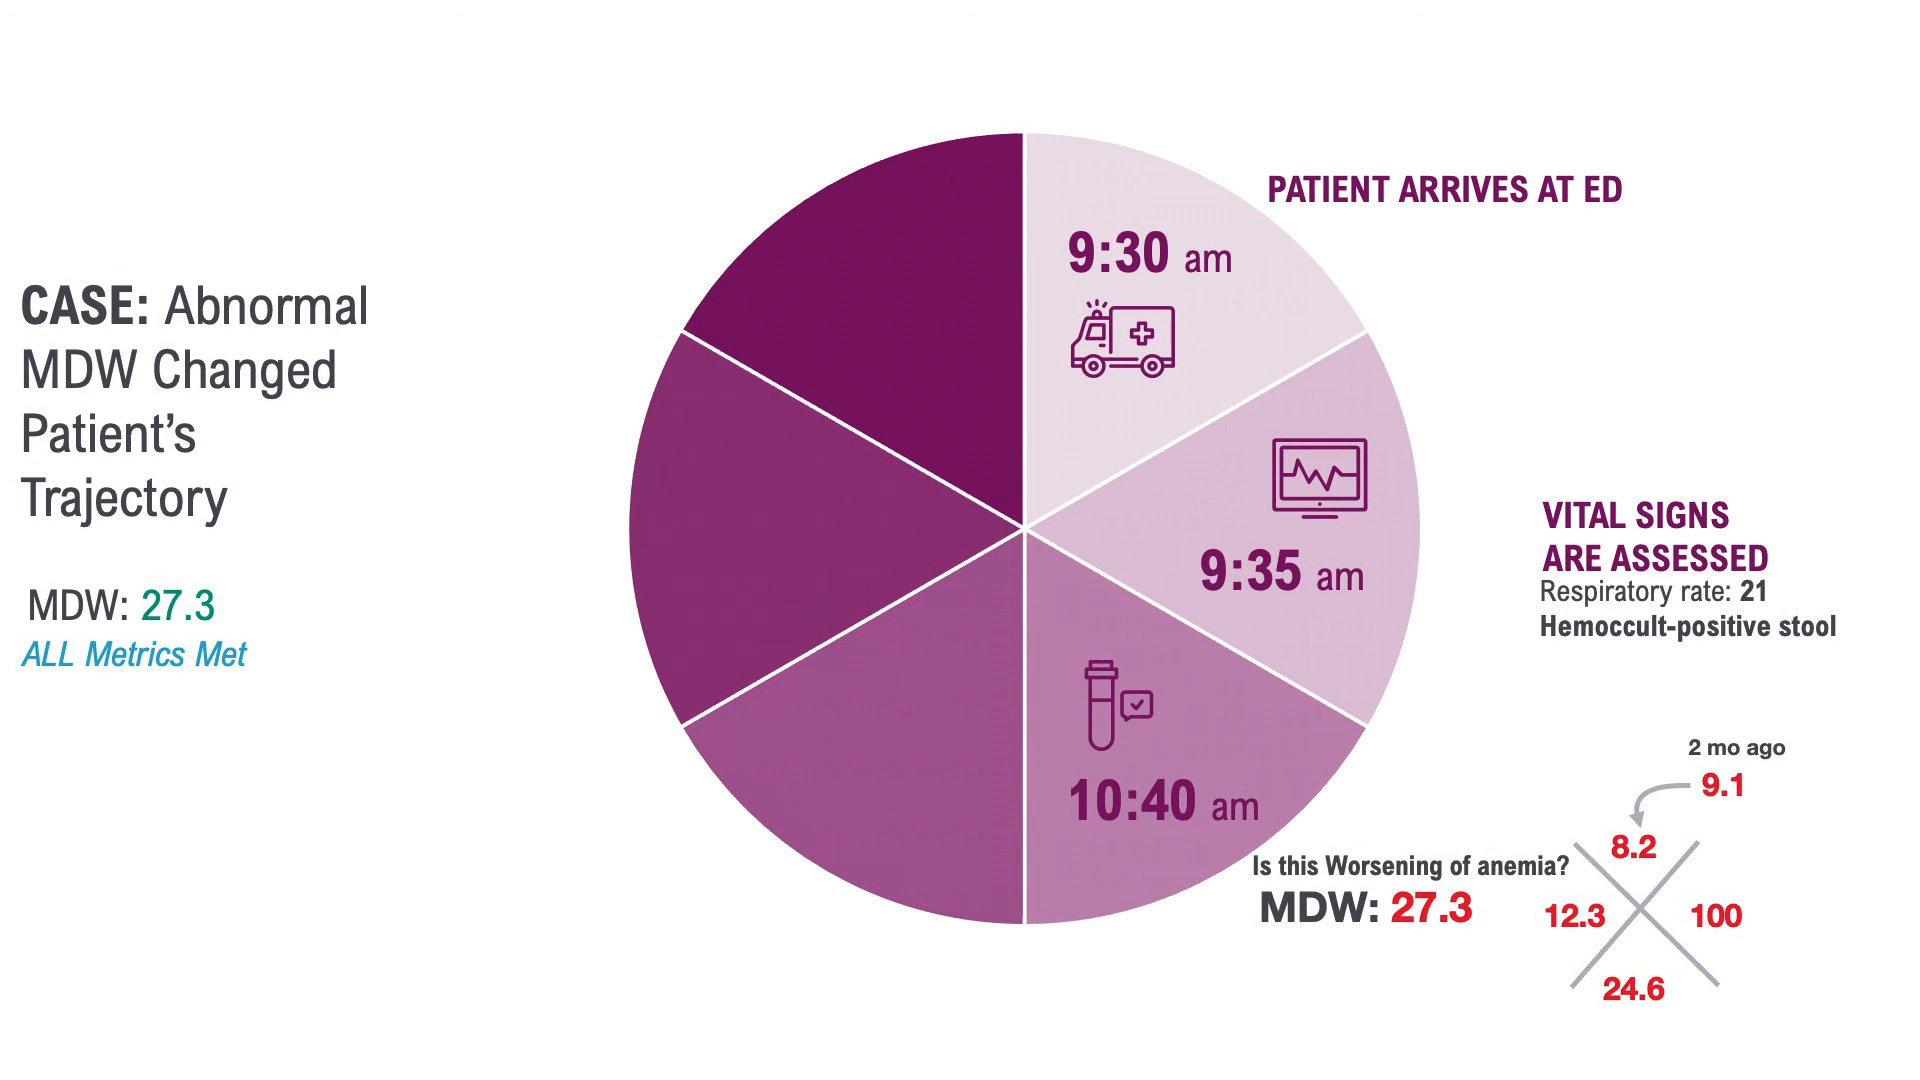 CASE: Abnormal
MDW Changed
Patient’s
Trajectory
MDW: 27.3
ALL Metrics Met
PATIENT ARRIVES AT ED
9:30 am
9:35 am
VITAL SIGNS
ARE ASSESSED
Respiratory rate: 21
Hemoccult-positive stool
10:40 am
Is this Worsening of anemia?
MDW: 27.3
2 mo ago
9.1
8.2
12.3
100
24.6